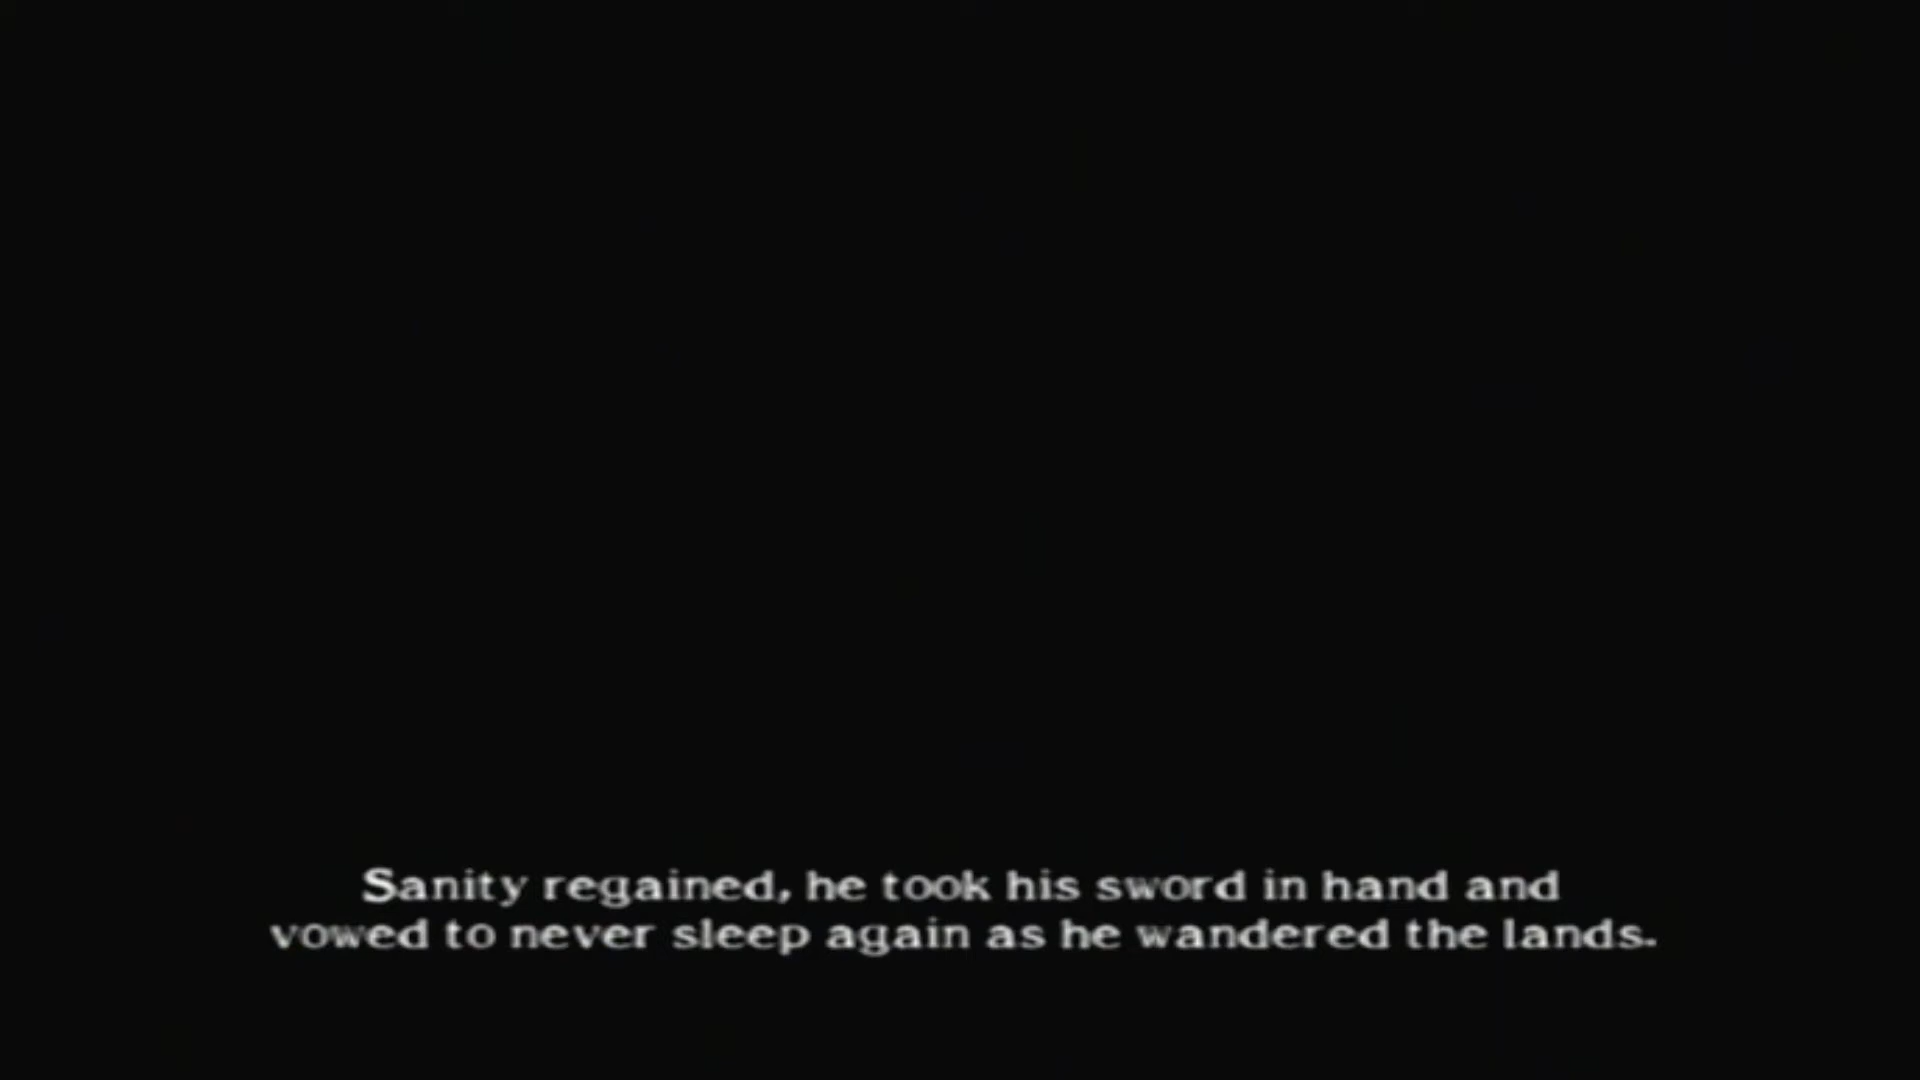 Sanity regained, he took his sword in hand and
vowed to never sleep again as he wandered the lands.